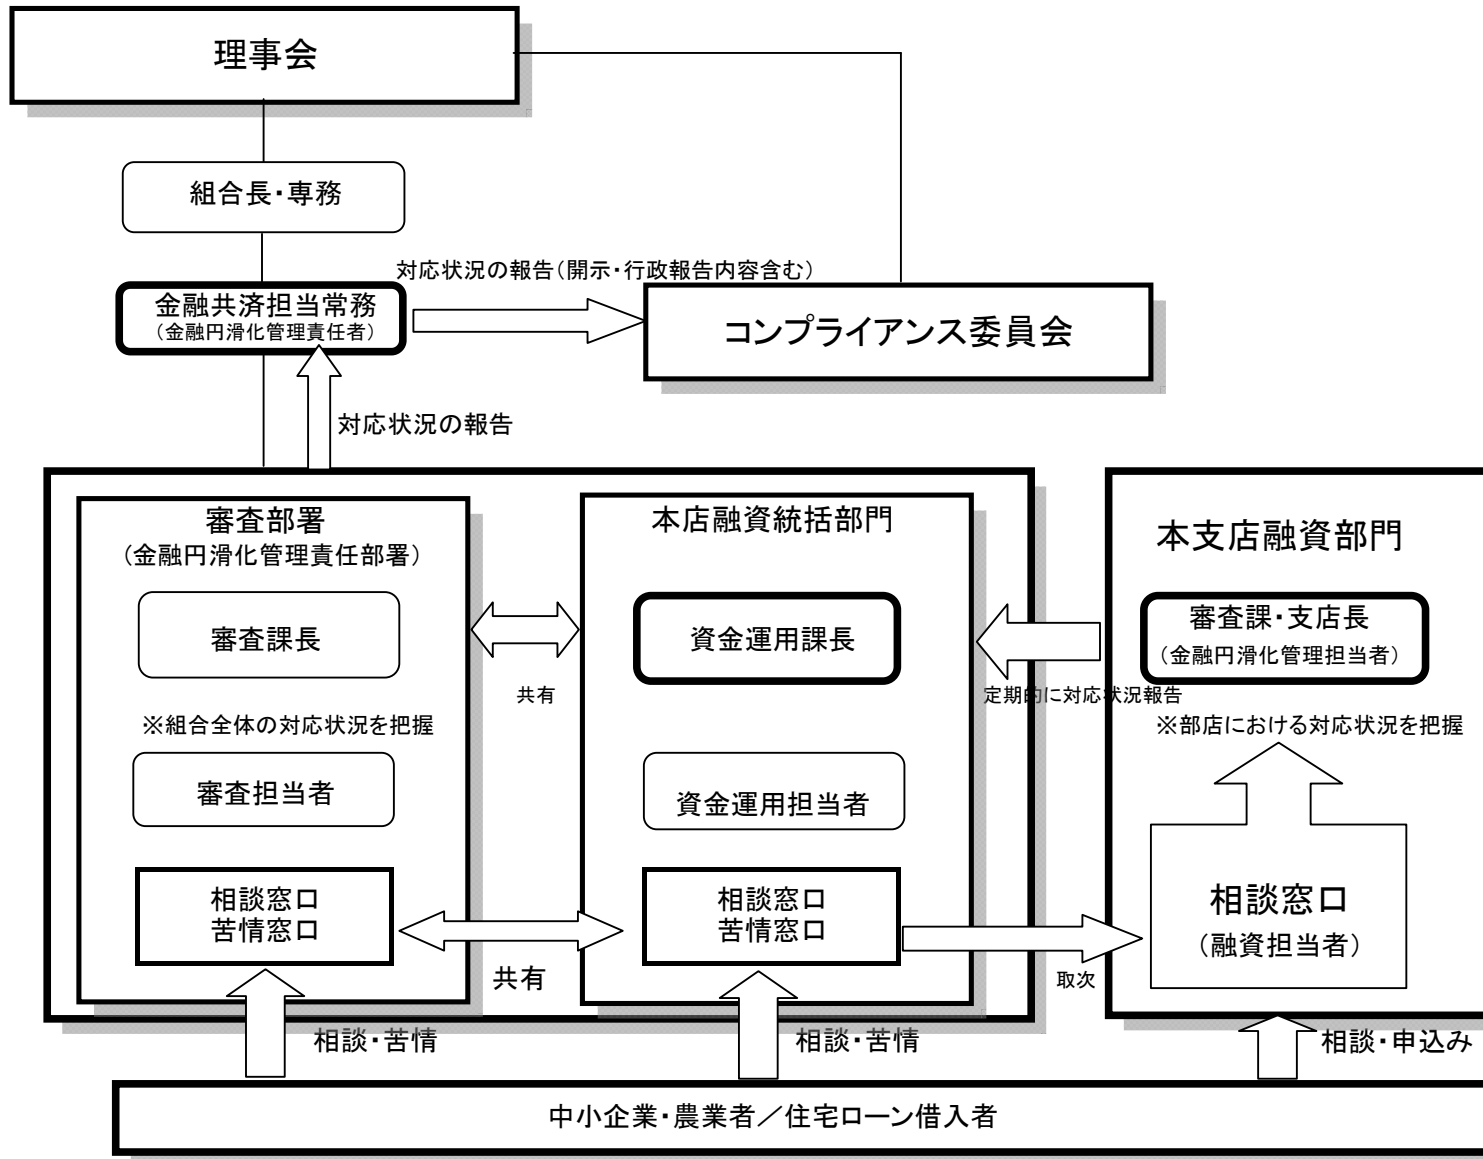 理事会
組合長・専務
対応状況の報告(開示・行政報告内容含む)
金融共済担当常務
(金融円滑化管理責任者)
コンプライアンス委員会
対応状況の報告
審査部署
(金融円滑化管理責任部署)
審査課長
※組合全体の対応状況を把握
審査担当者
相談窓口
苦情窓口
共有
共有
本店融資統括部門
資金運用課長
資金運用担当者
相談窓口
苦情窓口
定期的に対応状況報告
取次
本支店融資部門
審査課・支店長
(金融円滑化管理担当者)
※部店における対応状況を把握
相談窓口
(融資担当者)
相談・苦情
相談・苦情
相談・申込み
中小企業・農業者/住宅ローン借入者